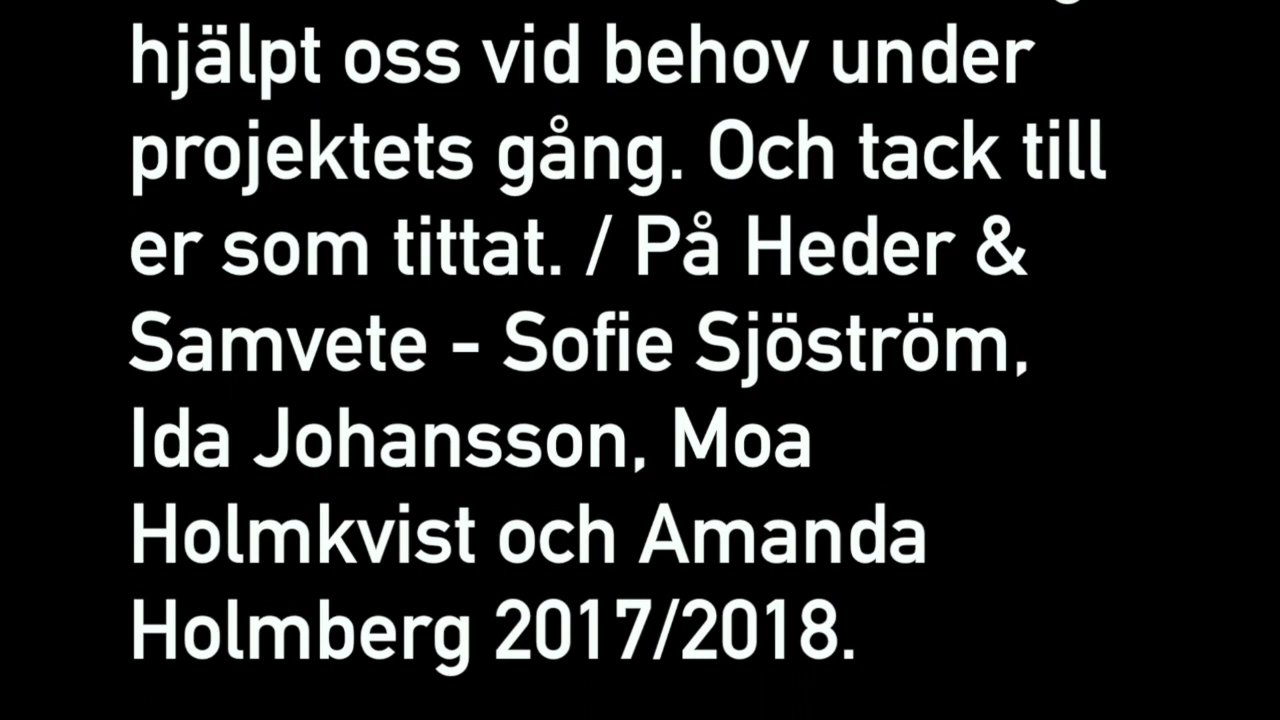 hjälpt oss vid behov under
projektets gång. Och tack till
er som tittat. / På Heder &
Samvete - Sofie Sjöström,
Ida Johansson, Moa
Holmkvist och Amanda
Holmberg 2017/2018.